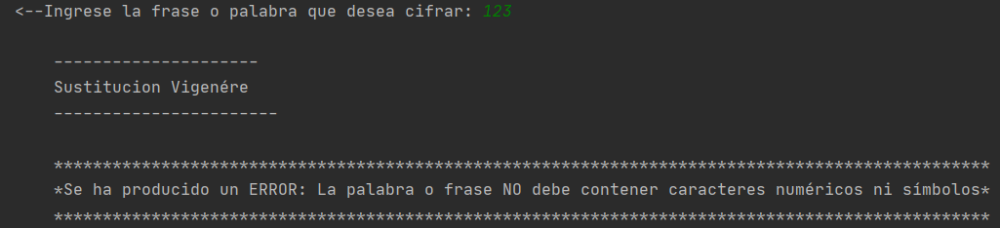 <--Ingrese la frase o palabra que desea cifrar: 123
---------------------
Sustitucion Vigenére
-----------------------
************************************************************************************************
*Se ha producido un ERROR: La palabra o frase NO debe contener caracteres numéricos ni símbolos*
************************************************************************************************